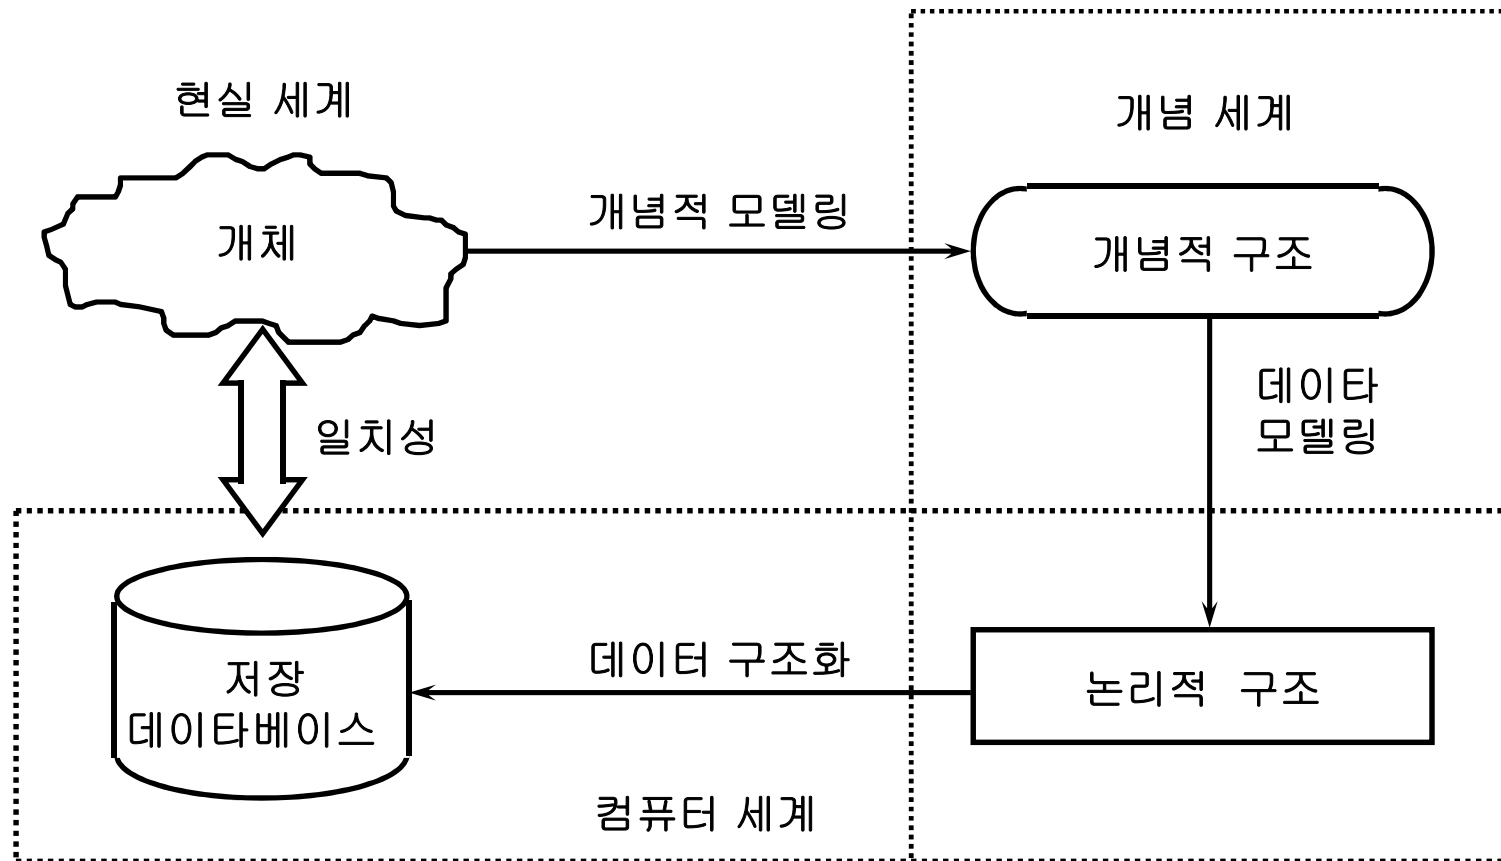 현실 세계
개념 세계
개념적 모델링
개체
개념적 구조
데이타
모델링
일치성
데이터 구조화
저장
데이타베이스
논리적 구조
컴퓨터 세계